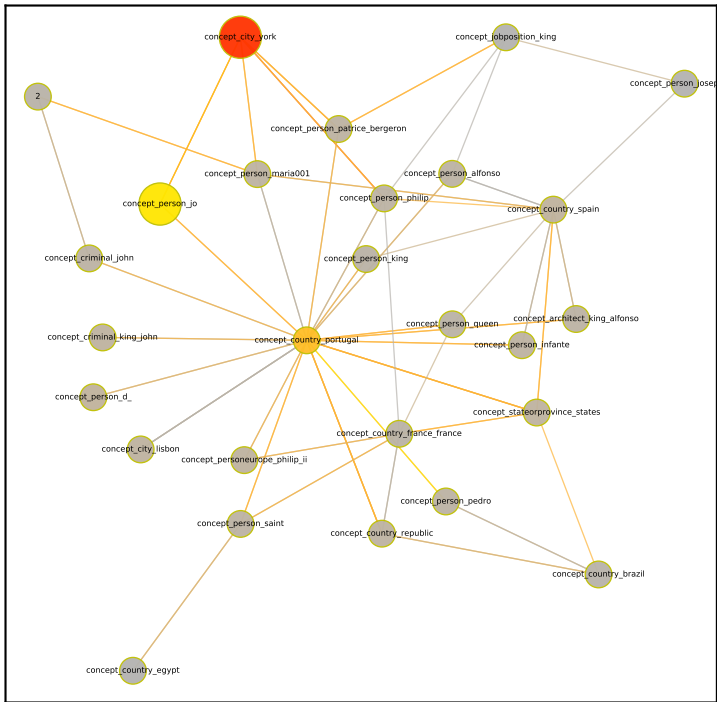 concept_city_york
concept_jobposition_king
concept_person_josep
2
concept_person_patrice_bergeron
concept_person_maria001
concept_person_alfonso
concept_person_jo
concept_person_philip
concept_country_spain
concept_criminal_john
concept_person_king
concept_architect_king_alfonso
concept_person_queen
concept_criminal_king_john
concept_country_portugal
concept_person_infante
concept_person_d_
concept_stateorprovince_states
concept_country_france_france
concept_city_lisbon
concept_personeurope_philip_ii
concept_person_pedro
concept_person_saint
concept_country_republic
concept_country_brazil
concept_country_egypt